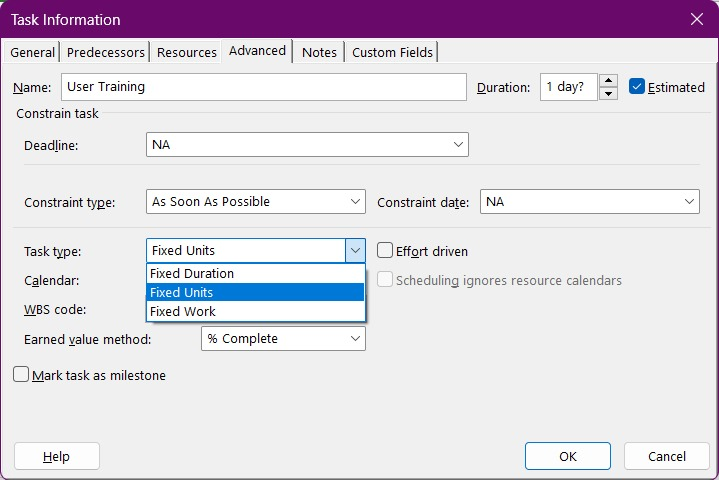 Task Information
General Predecessors Resources Advanced Notes Custom Fields
Name: User Training Duration: 1 day? Estimated
Constrain task
Deadline: NA
Constraint type: As Soon As Possible Constraint date: NA
Task type: Fixed Units Effort driven
Fixed Duration
Calendar: Scheduling ignores resource calendars
Fixed Units
WBS code: Fixed Work
Earned value method: % Complete
Mark task as milestone
Help OK Cancel